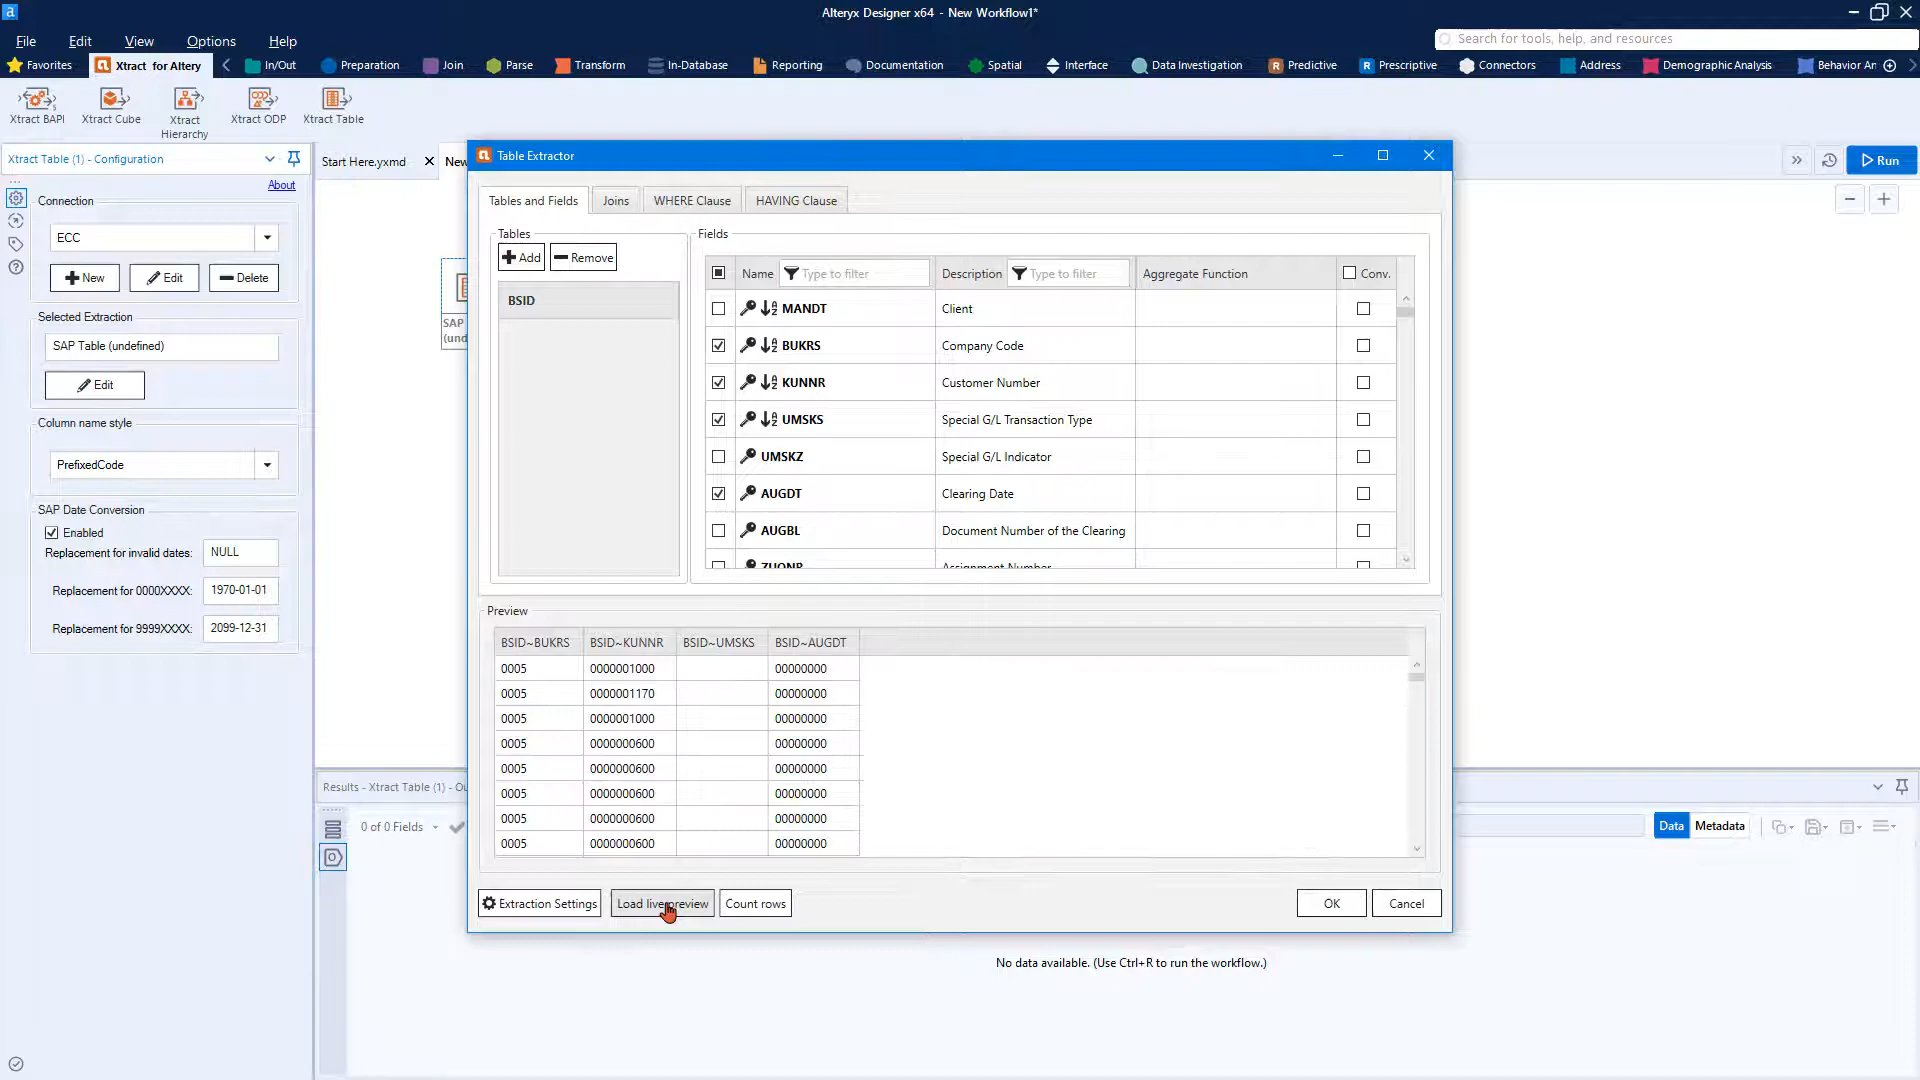 Alteryx Designer x64 - New Workflow1*
File Edit View Options Help
Search for tools, help, and resources
Favorites Xtract for Altery In/Out Preparation Join Parse Transform In-Database Reporting Documentation Spatial Interface Data Investigation Predictive Prescriptive Connectors Address Demographic Analysis Behavior An
Xtract BAPI Xtract Cube Xtract Hierarchy Xtract ODP Xtract Table
Xtract Table (1) - Configuration
About
Connection
ECC
New Edit Delete
Selected Extraction
SAP Table (undefined)
Edit
Column name style
PrefixedCode
SAP Date Conversion
Enabled
Replacement for invalid dates: NULL
Replacement for 0000XXXX: 1970-01-01
Replacement for 9999XXXX: 2099-12-31
Start Here.yxmd New
Run
SAP
(und
Table Extractor
Tables and Fields Joins WHERE Clause HAVING Clause
Tables
Add Remove
BSID
Fields
Name Type to filter Description Type to filter Aggregate Function Conv.
MANDT Client
BUKRS Company Code
KUNNR Customer Number
UMSKS Special G/L Transaction Type
UMSKZ Special G/L Indicator
AUGDT Clearing Date
AUGBL Document Number of the Clearing
ZUONR Assignment Number
Preview
BSID~BUKRS BSID~KUNNR BSID~UMSKS BSID~AUGDT
0005 0000001000 00000000
0005 0000001170 00000000
0005 0000001000 00000000
0005 0000000600 00000000
0005 0000000600 00000000
0005 0000000600 00000000
0005 0000000600 00000000
0005 0000000600 00000000
Extraction Settings Load live preview Count rows OK Cancel
Results - Xtract Table (1) - Ou
0 of 0 Fields
Data Metadata
No data available. (Use Ctrl+R to run the workflow.)